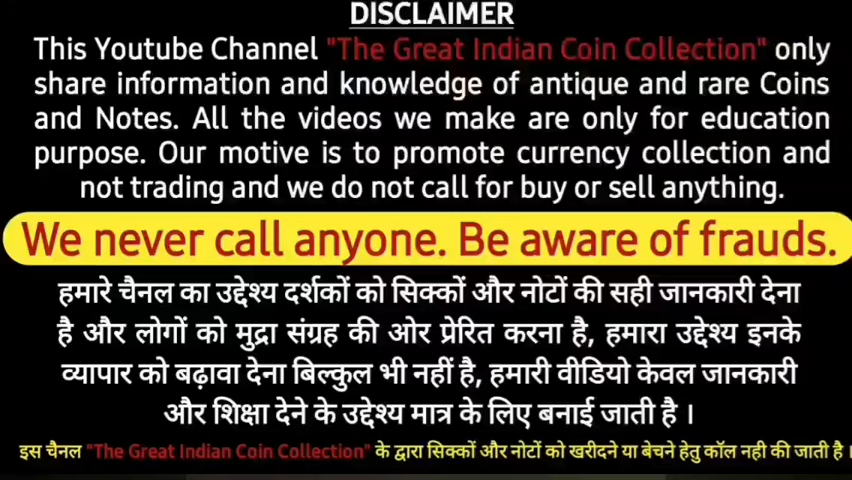 DISCLAIMER
This Youtube Channel "The Great Indian Coin Collection" only
share information and knowledge of antique and rare Coins
and Notes. All the videos we make are only for education
purpose. Our motive is to promote currency collection and
not trading and we do not call for buy or sell anything.
We never call anyone. Be aware of frauds.
हमारे चैनल का उद्देश्य दर्शकों को सिक्कों और नोटों की सही जानकारी देना
है और लोगों को मुद्रा संग्रह की ओर प्रेरित करना है, हमारा उद्देश्य इनके
व्यापार को बढ़ावा देना बिल्कुल भी नहीं है, हमारी वीडियो केवल जानकारी
और शिक्षा देने के उद्देश्य मात्र के लिए बनाई जाती है ।
इस चैनल "The Great Indian Coin Collection" के द्वारा सिक्कों और नोटों को खरीदने या बेचने हेतु कॉल नही की जाती है ।